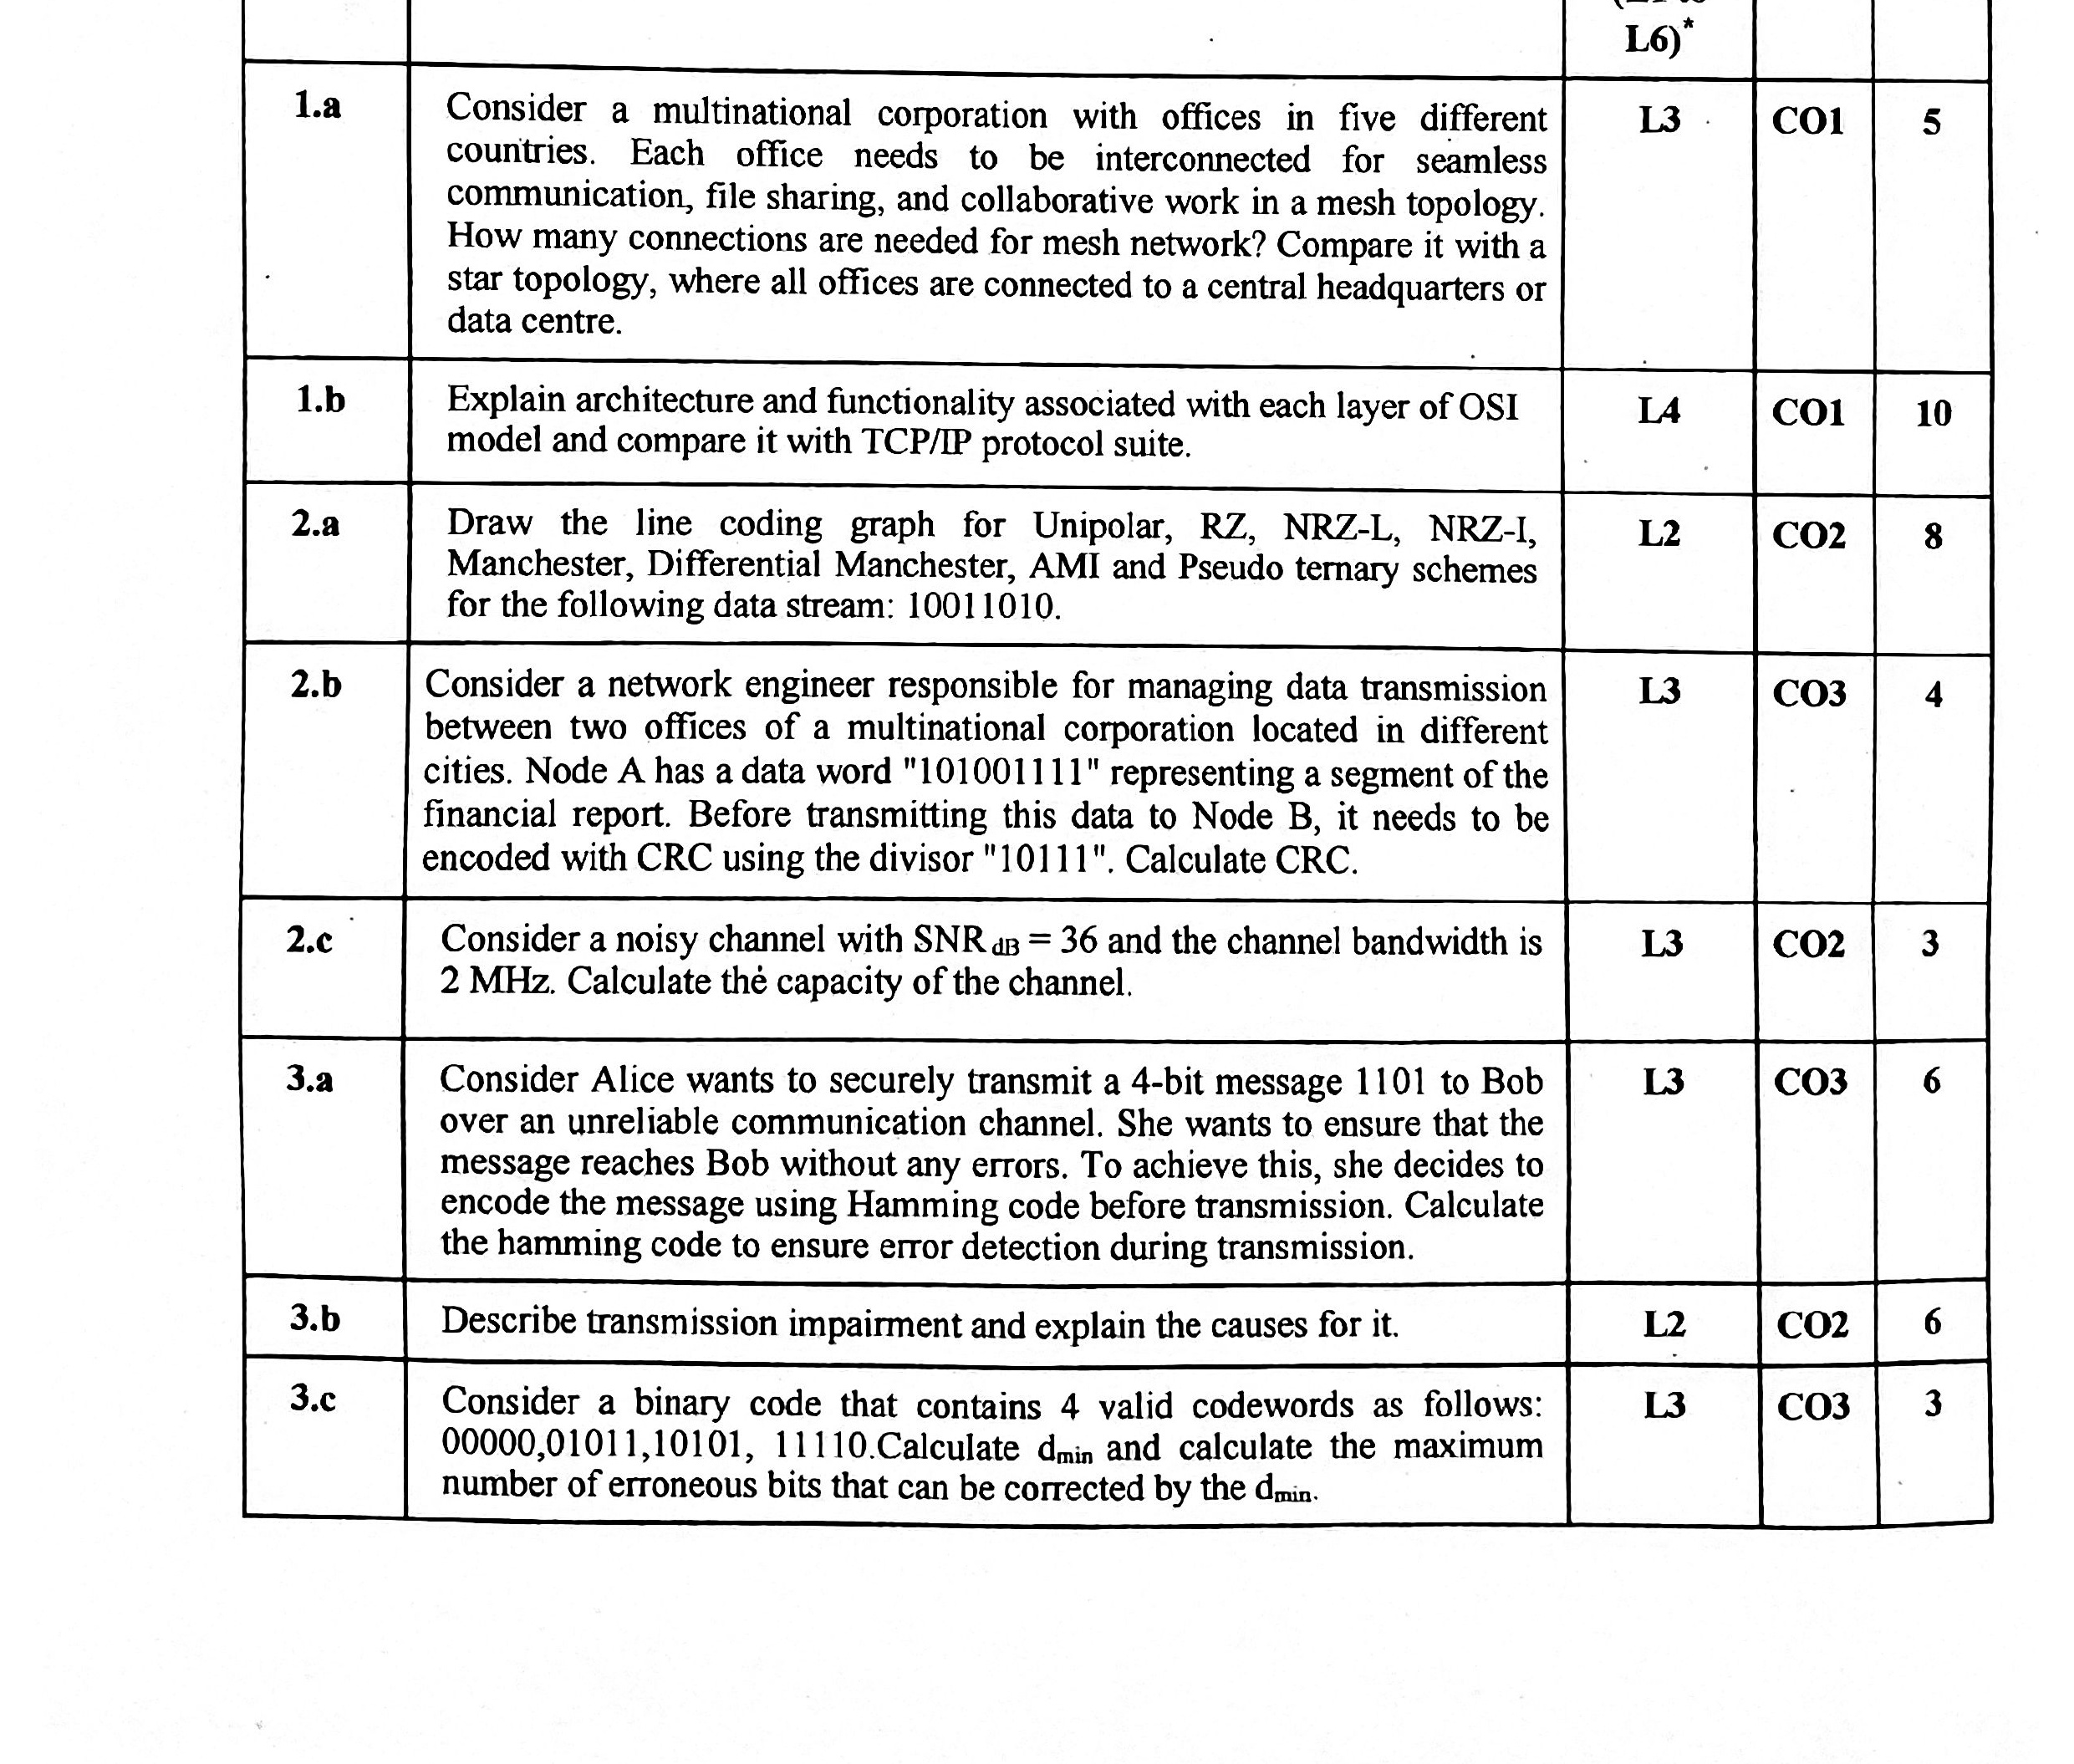 L6)*
1.a
Consider a multinational corporation with offices in five different
countries. Each office needs to be interconnected for seamless
communication, file sharing, and collaborative work in a mesh topology.
How many connections are needed for mesh network? Compare it with a
star topology, where all offices are connected to a central headquarters or
data centre.
L3
CO1
5
1.b
Explain architecture and functionality associated with each layer of OSI
model and compare it with TCP/IP protocol suite.
L4
CO1
10
2.a
Draw the line coding graph for Unipolar, RZ, NRZ-L, NRZ-I,
Manchester, Differential Manchester, AMI and Pseudo ternary schemes
for the following data stream: 10011010.
L2
CO2
8
2.b
Consider a network engineer responsible for managing data transmission
between two offices of a multinational corporation located in different
cities. Node A has a data word "101001111" representing a segment of the
financial report. Before transmitting this data to Node B, it needs to be
encoded with CRC using the divisor "10111". Calculate CRC.
L3
CO3
4
2.c
Consider a noisy channel with SNR dB = 36 and the channel bandwidth is
2 MHz. Calculate the capacity of the channel.
L3
CO2
3
3.a
Consider Alice wants to securely transmit a 4-bit message 1101 to Bob
over an unreliable communication channel. She wants to ensure that the
message reaches Bob without any errors. To achieve this, she decides to
encode the message using Hamming code before transmission. Calculate
the hamming code to ensure error detection during transmission.
L3
CO3
6
3.b
Describe transmission impairment and explain the causes for it.
L2
CO2
6
3.c
Consider a binary code that contains 4 valid codewords as follows:
00000,01011,10101, 11110.Calculate dmin and calculate the maximum
number of erroneous bits that can be corrected by the dmin.
L3
CO3
3